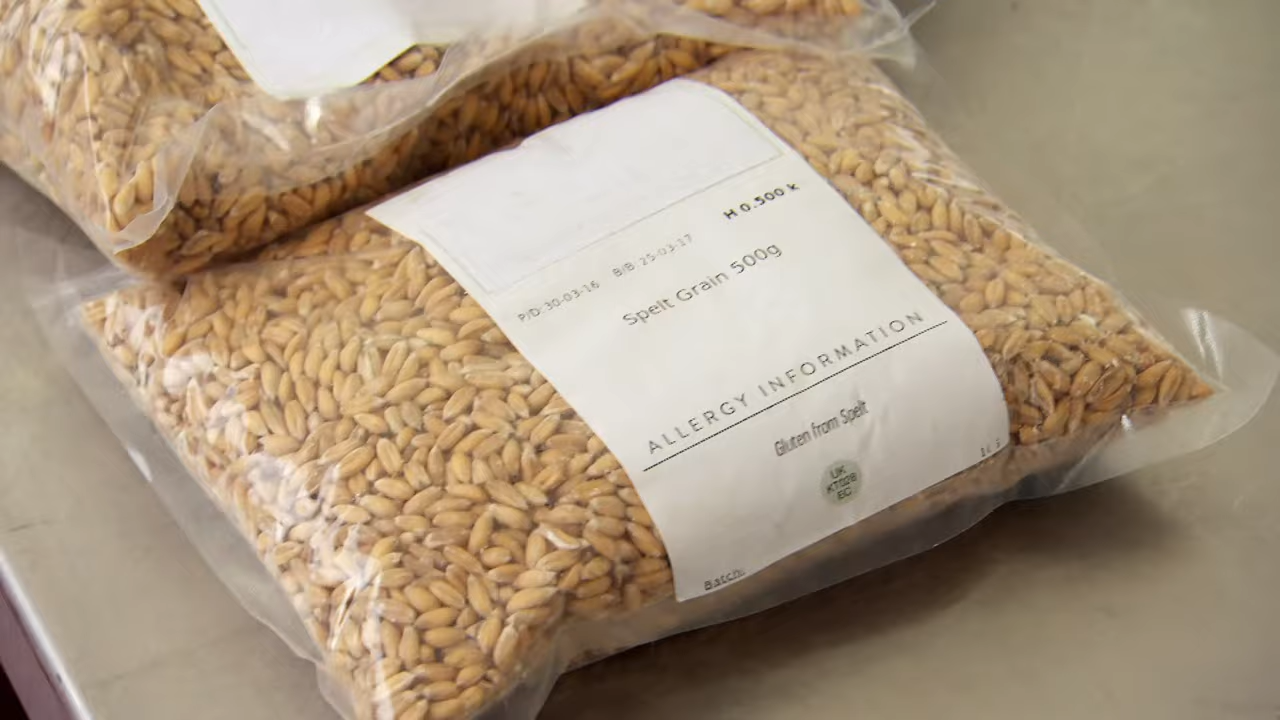 H 0.500 k
P/D: 30-03-16 B/B: 25-03-17
Spelt Grain 500g
ALLERGY INFORMATION
Gluten from Spelt
UK
EC
Batch: